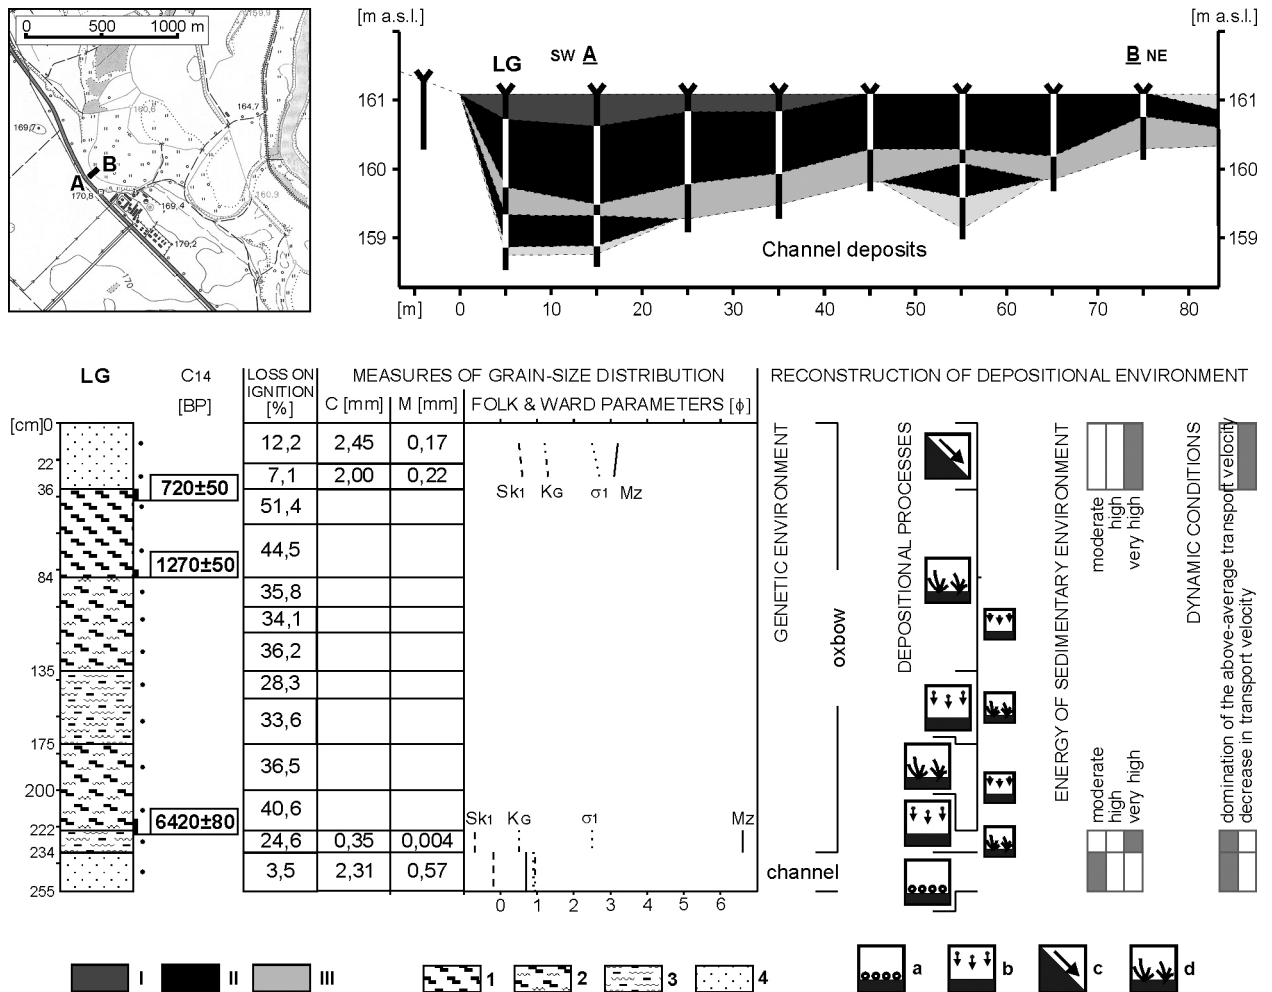 0 500 1000 m
159,9
164,7
160,6
169,7
B
A
170,8
169,4
160,9
170,2
170
[m a.s.l.] [m a.s.l.]
LG SW A B NE
161 161
160 160
159 159
Channel deposits
[m] 0 10 20 30 40 50 60 70 80
LG
C14
[BP]
LOSS ON
IGNITION
[%]
MEASURES OF GRAIN-SIZE DISTRIBUTION
C [mm] M [mm] FOLK & WARD PARAMETERS [ϕ]
RECONSTRUCTION OF DEPOSITIONAL ENVIRONMENT
[cm]0
22
36
84
135
175
200
222
234
255
720±50
1270±50
6420±80
12,2 2,45 0,17
7,1 2,00 0,22
51,4
44,5
35,8
34,1
36,2
28,3
33,6
36,5
40,6
24,6 0,35 0,004
3,5 2,31 0,57
Sk1 KG σ1 Mz
Sk1 KG σ1 Mz
0 1 2 3 4 5 6
GENETIC ENVIRONMENT
oxbow
channel
DEPOSITIONAL PROCESSES
ENERGY OF SEDIMENTARY ENVIRONMENT
moderate
high
very high
moderate
high
very high
DYNAMIC CONDITIONS
domination of the above-average transport velocity
decrease in transport velocity
I II III 1 2 3 4 a b c d